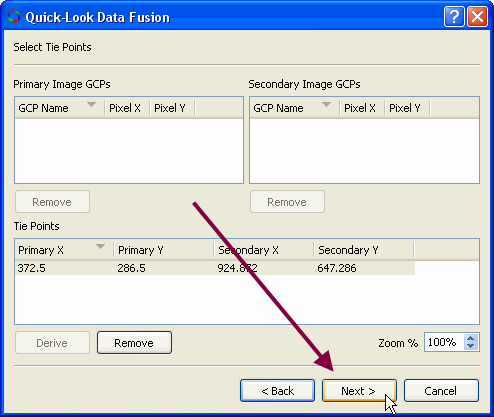 Quick-Look Data Fusion
Select Tie Points
Primary Image GCPs Secondary Image GCPs
GCP Name Pixel X Pixel Y GCP Name Pixel X Pixel Y
Remove Remove
Tie Points
Primary X Primary Y Secondary X Secondary Y
372.5 286.5 924.872 647.286
Derive Remove Zoom % 100%
< Back Next > Cancel